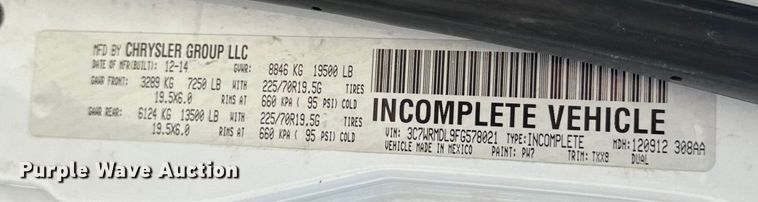 MFD BY CHRYSLER GROUP LLC
DATE OF MFR(BUILT): 12-14 GVWR: 8846 KG 19500 LB
GAWR FRONT: 3289 KG 7250 LB WITH 225/70R19.5G TIRES
19.5X6.0 RIMS AT 660 KPA ( 95 PSI) COLD
GAWR REAR: 6124 KG 13500 LB WITH 225/70R19.5G TIRES
19.5X6.0 RIMS AT 660 KPA ( 95 PSI) COLD
INCOMPLETE VEHICLE
VIN: 3C7WRMDL9FG578021 TYPE: INCOMPLETE MDH: 120912 308AA
VEHICLE MADE IN MEXICO PAINT: PW7 TRIM: TXX9 DUAL
Purple Wave Auction